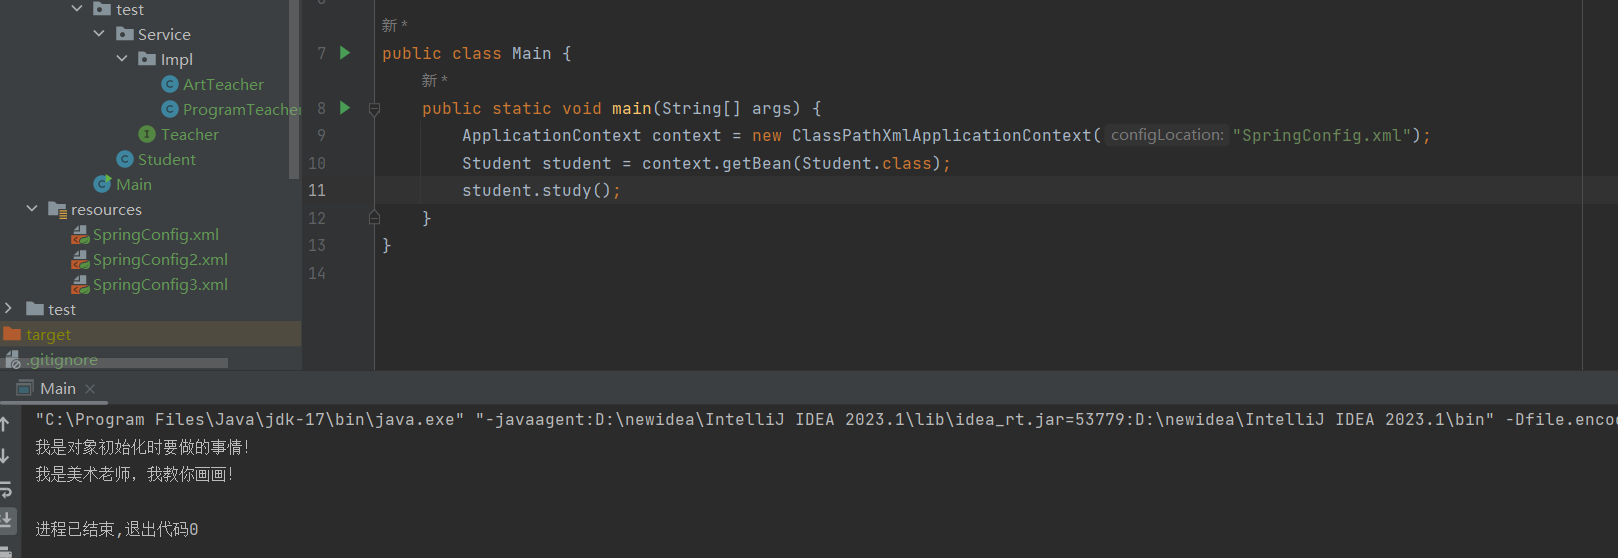 test
Service
Impl
ArtTeacher
ProgramTeacher
Teacher
Student
Main
resources
SpringConfig.xml
SpringConfig2.xml
SpringConfig3.xml
test
target
.gitignore
新 *
7 public class Main {
新 *
8 public static void main(String[] args) {
9 ApplicationContext context = new ClassPathXmlApplicationContext( configLocation: "SpringConfig.xml");
10 Student student = context.getBean(Student.class);
11 student.study();
12 }
13 }
14
Main
"C:\Program Files\Java\jdk-17\bin\java.exe" "-javaagent:D:\newidea\IntelliJ IDEA 2023.1\lib\idea_rt.jar=53779:D:\newidea\IntelliJ IDEA 2023.1\bin" -Dfile.enco
我是对象初始化时要做的事情!
我是美术老师，我教你画画!
进程已结束,退出代码0